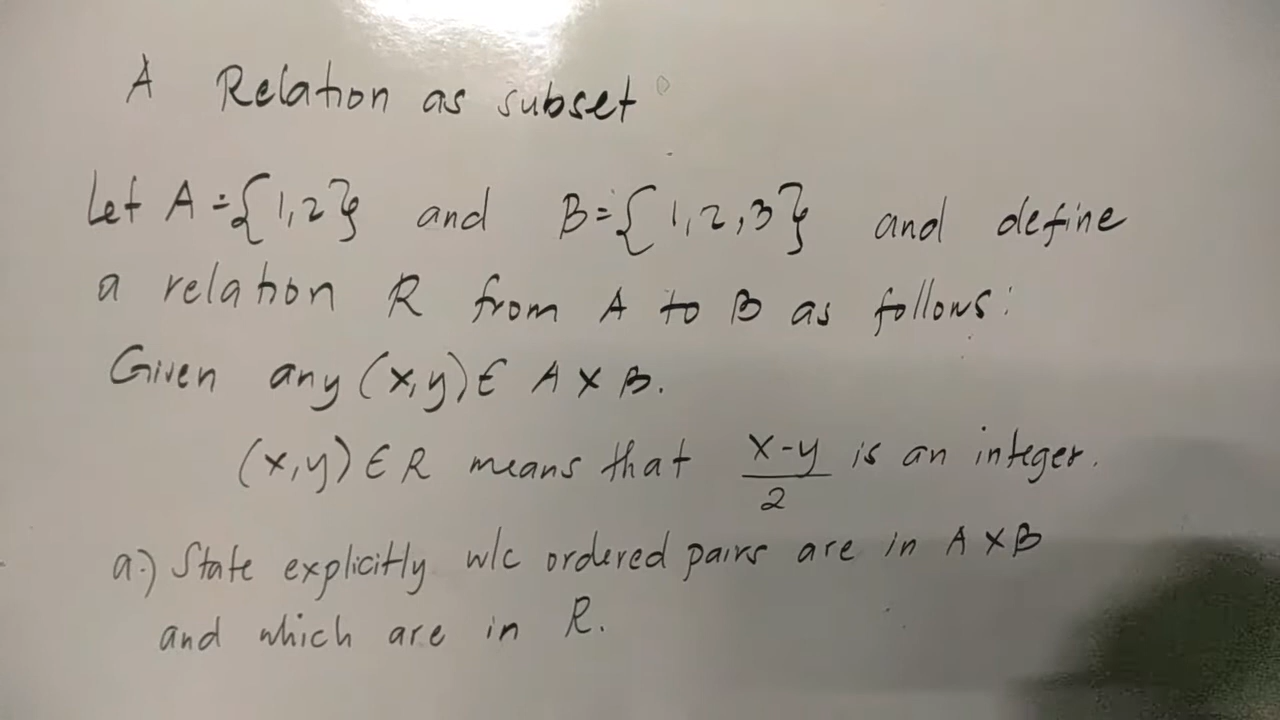 A Relation as subset
Let A = {1,2} and B = {1,2,3} and define
a relation R from A to B as follows:
Given any (x,y) ∈ A × B.
(x,y) ∈ R means that \frac{x-y}{2} is an integer.
a.) State explicitly w/c ordered pairs are in A × B
and which are in R.